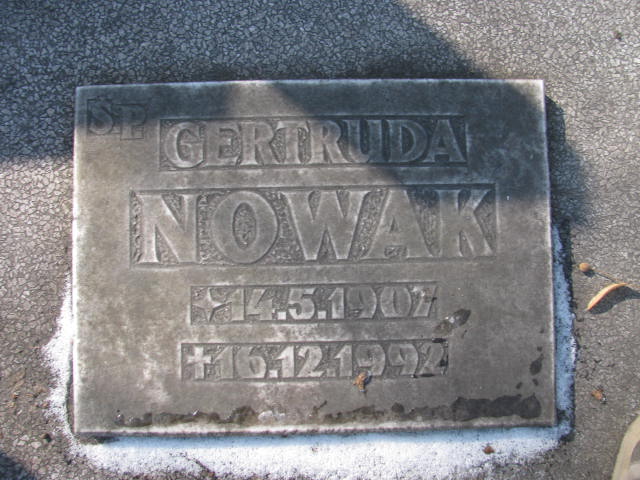 ŚP GERTRUDA
NOWAK
* 14.5.1907
+ 16.12.1992